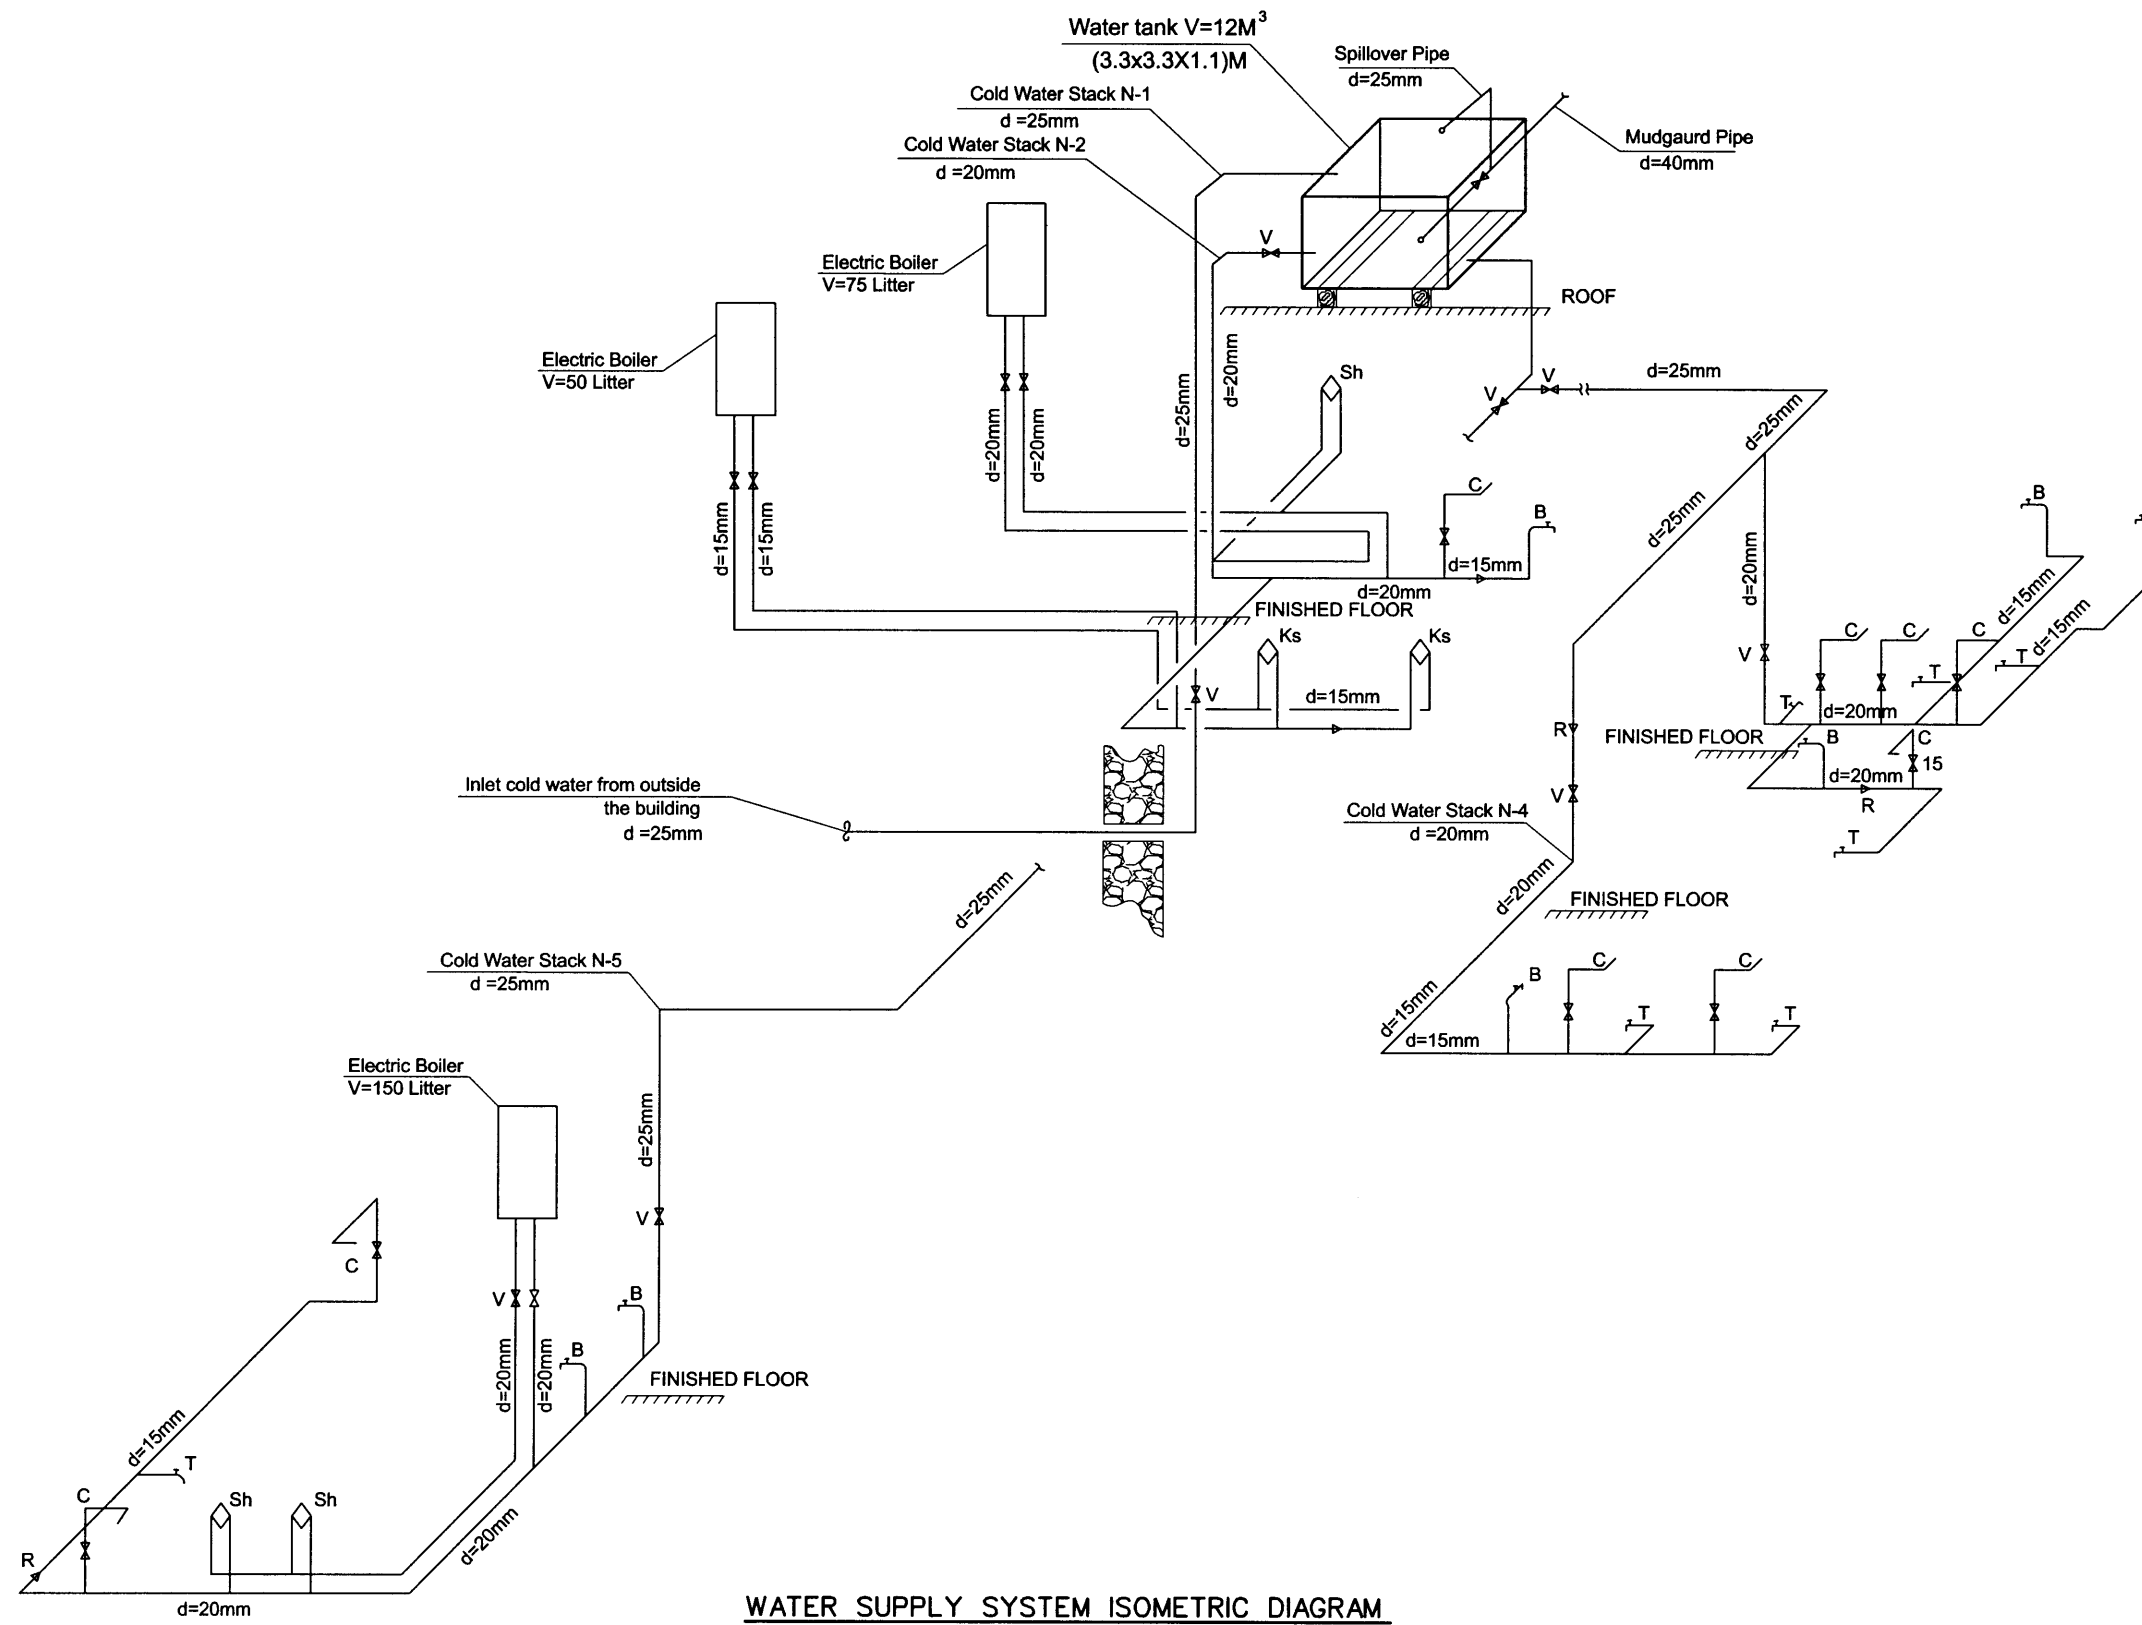 Water tank V=12M³
(3.3x3.3X1.1)M
Spillover Pipe
d=25mm
Cold Water Stack N-1
d =25mm
Mudgaurd Pipe
d=40mm
Cold Water Stack N-2
d =20mm
V
Electric Boiler
V=75 Litter
ROOF
Electric Boiler
V=50 Litter
d=20mm
d=25mm
Sh
V
V
d=25mm
d=25mm
d=20mm
d=20mm
C
B
d=15mm
d=15mm
d=15mm
d=20mm
FINISHED FLOOR
Ks
Ks
V
d=15mm
d=25mm
d=20mm
B
d=15mm
d=15mm
V
C
C
C
T
T
T
d=20mm
R
FINISHED FLOOR
B
C
15
d=20mm
R
V
T
Inlet cold water from outside
the building
d =25mm
Cold Water Stack N-4
d =20mm
d=20mm
FINISHED FLOOR
d=25mm
Cold Water Stack N-5
d =25mm
B
C
C
T
T
d=15mm
d=15mm
Electric Boiler
V=150 Litter
d=25mm
V
C
V
B
B
d=20mm
d=20mm
FINISHED FLOOR
d=15mm
T
C
Sh
Sh
d=20mm
R
d=20mm
WATER SUPPLY SYSTEM ISOMETRIC DIAGRAM